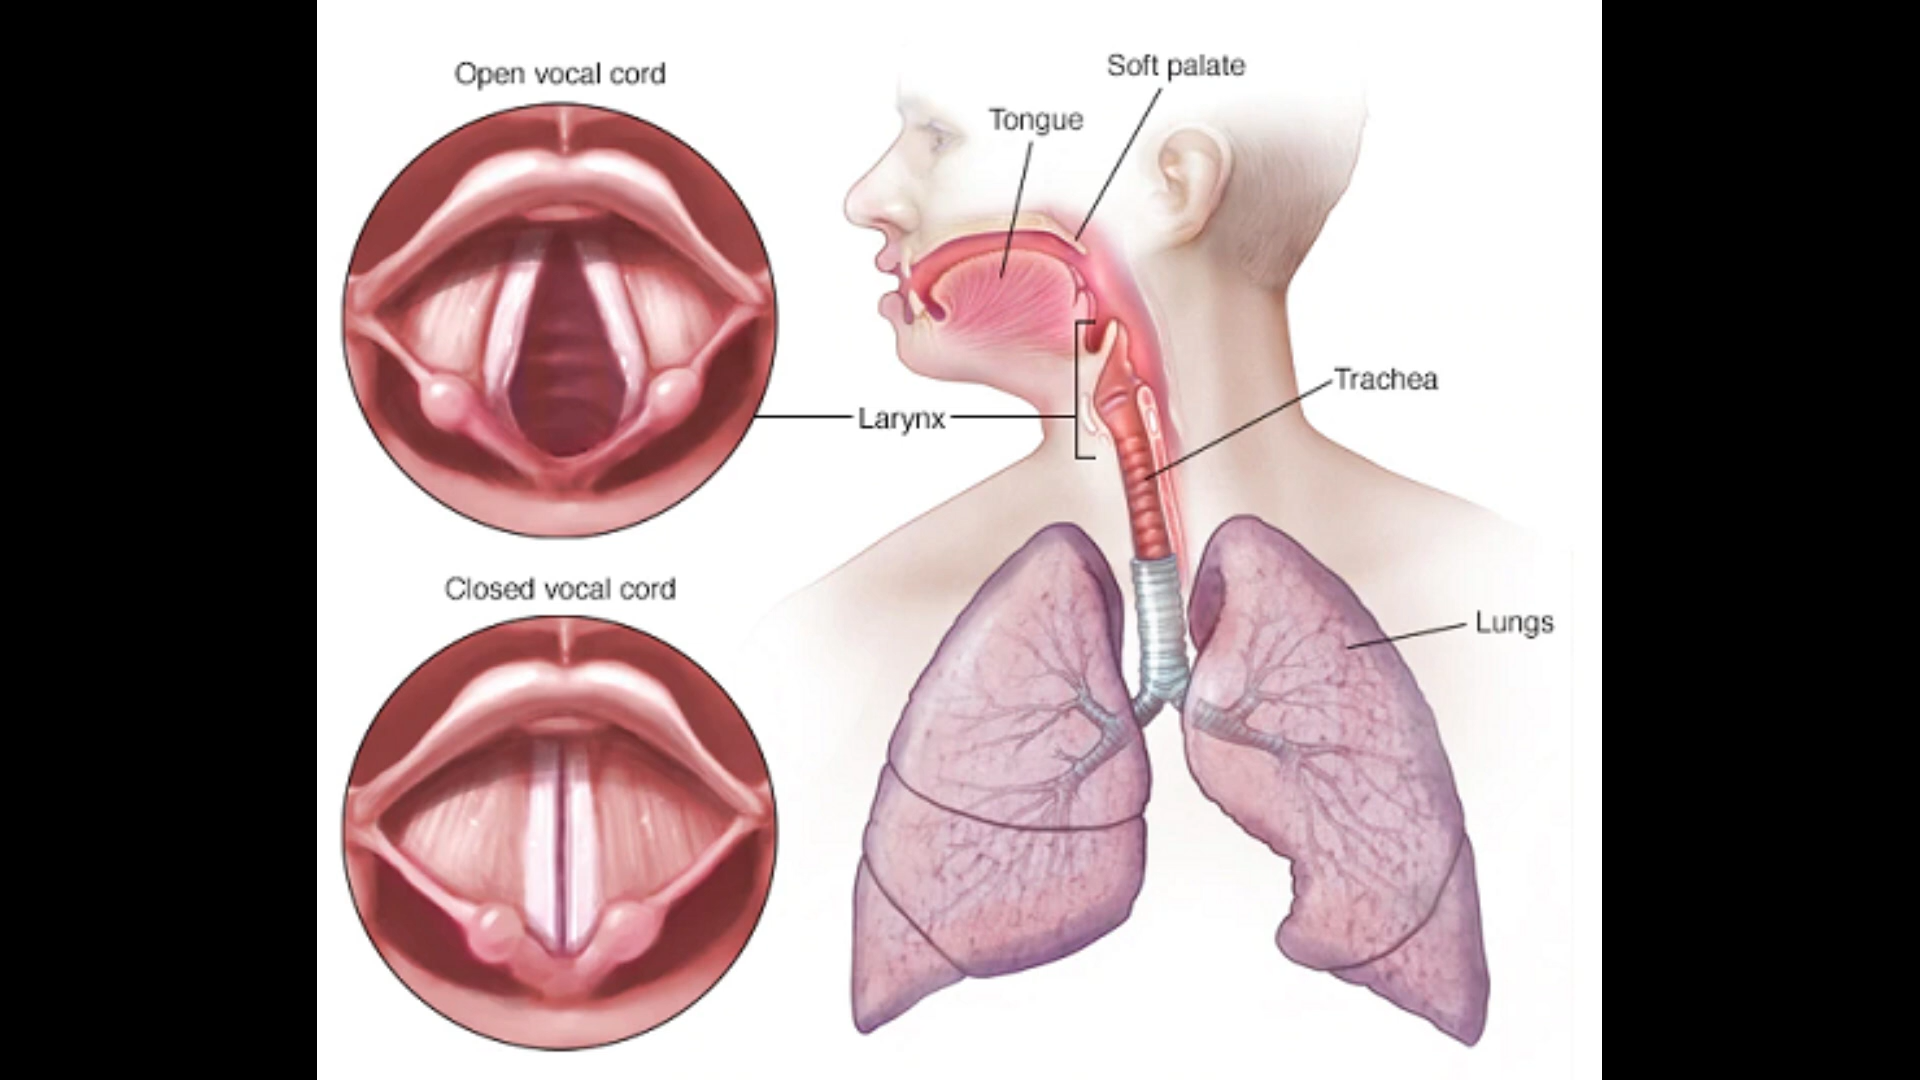 Open vocal cord
Soft palate
Tongue
Trachea
Larynx
Closed vocal cord
Lungs